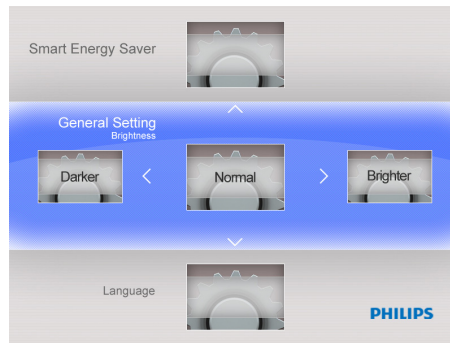 Smart Energy Saver
General Setting
Brightness
Darker
Normal
Brighter
Language
PHILIPS